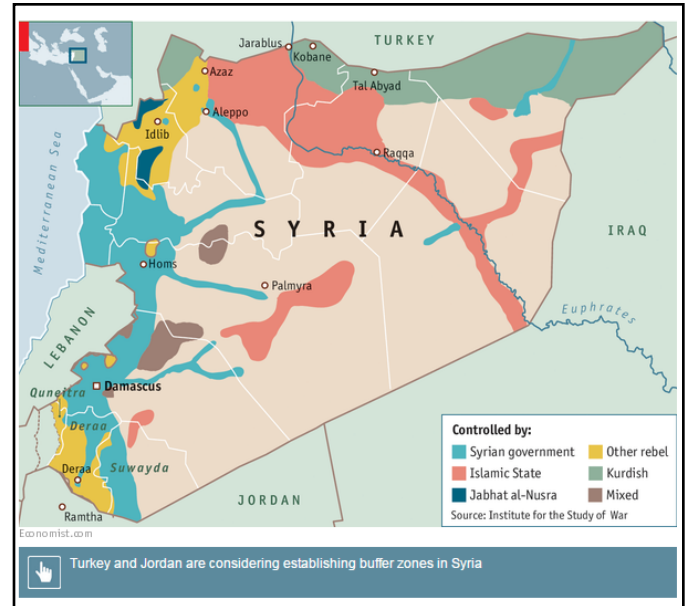 TURKEY
Jarablus
Kobane
Tal Abyad
Azaz
Aleppo
Idlib
Raqqa
Mediterranean Sea
SYRIA
IRAQ
Homs
Palmyra
Euphrates
LEBANON
Damascus
Quneitra
Deraa
Deraa
Suwayda
Ramtha
JORDAN
Controlled by:
Syrian government
Other rebel
Islamic State
Kurdish
Jabhat al-Nusra
Mixed
Source: Institute for the Study of War
Economist.com
Turkey and Jordan are considering establishing buffer zones in Syria